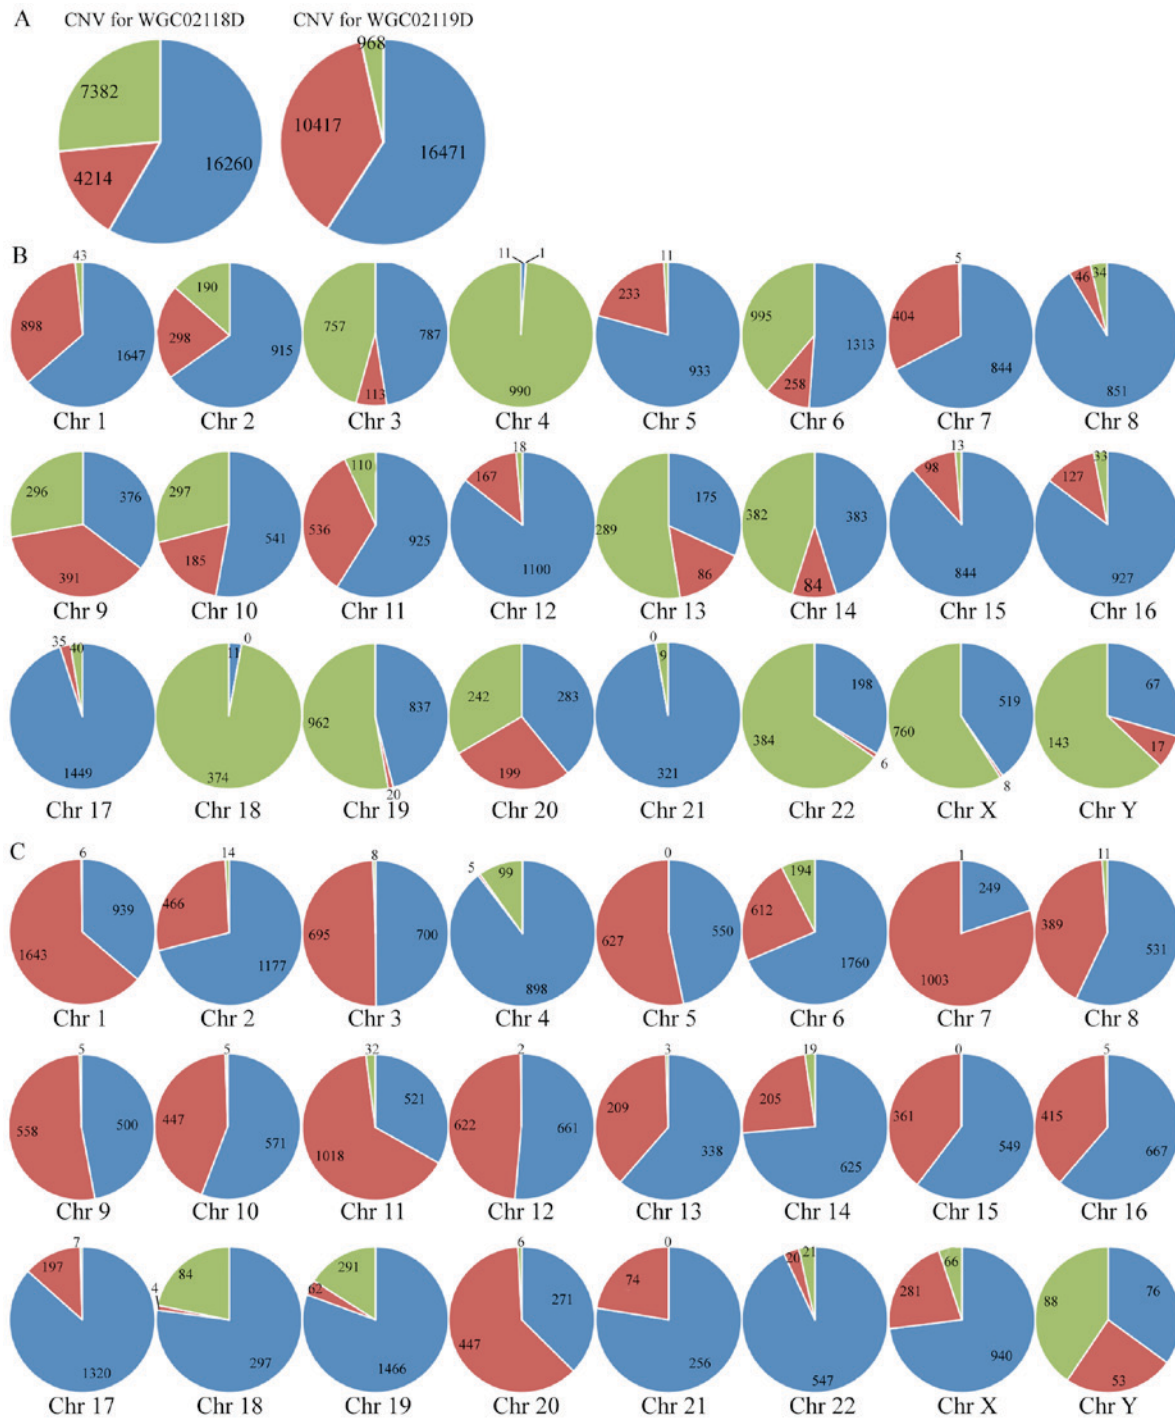 A
CNV for WGC02118D
CNV for WGC02119D
7382
4214
16260
968
10417
16471
B
43
898
1647
Chr 1
190
298
915
Chr 2
757
113
787
Chr 3
11
1
990
Chr 4
11
233
933
Chr 5
995
258
1313
Chr 6
5
404
844
Chr 7
46
34
851
Chr 8
296
376
391
Chr 9
297
185
541
Chr 10
110
536
925
Chr 11
18
167
1100
Chr 12
289
175
86
Chr 13
382
383
84
Chr 14
13
98
844
Chr 15
33
127
927
Chr 16
35
40
1449
Chr 17
0
11
374
Chr 18
962
837
20
Chr 19
242
283
199
Chr 20
0
9
321
Chr 21
198
384
6
Chr 22
760
519
8
Chr X
67
143
17
Chr Y
C
6
939
1643
Chr 1
14
466
1177
Chr 2
8
695
700
Chr 3
5
99
898
Chr 4
0
627
550
Chr 5
194
612
1760
Chr 6
1
249
1003
Chr 7
11
389
531
Chr 8
5
558
500
Chr 9
5
447
571
Chr 10
32
521
1018
Chr 11
2
622
661
Chr 12
3
209
338
Chr 13
19
205
625
Chr 14
0
361
549
Chr 15
5
415
667
Chr 16
7
197
1320
Chr 17
84
4
297
Chr 18
291
62
1466
Chr 19
6
271
447
Chr 20
0
74
256
Chr 21
20
21
547
Chr 22
66
281
940
Chr X
88
76
53
Chr Y